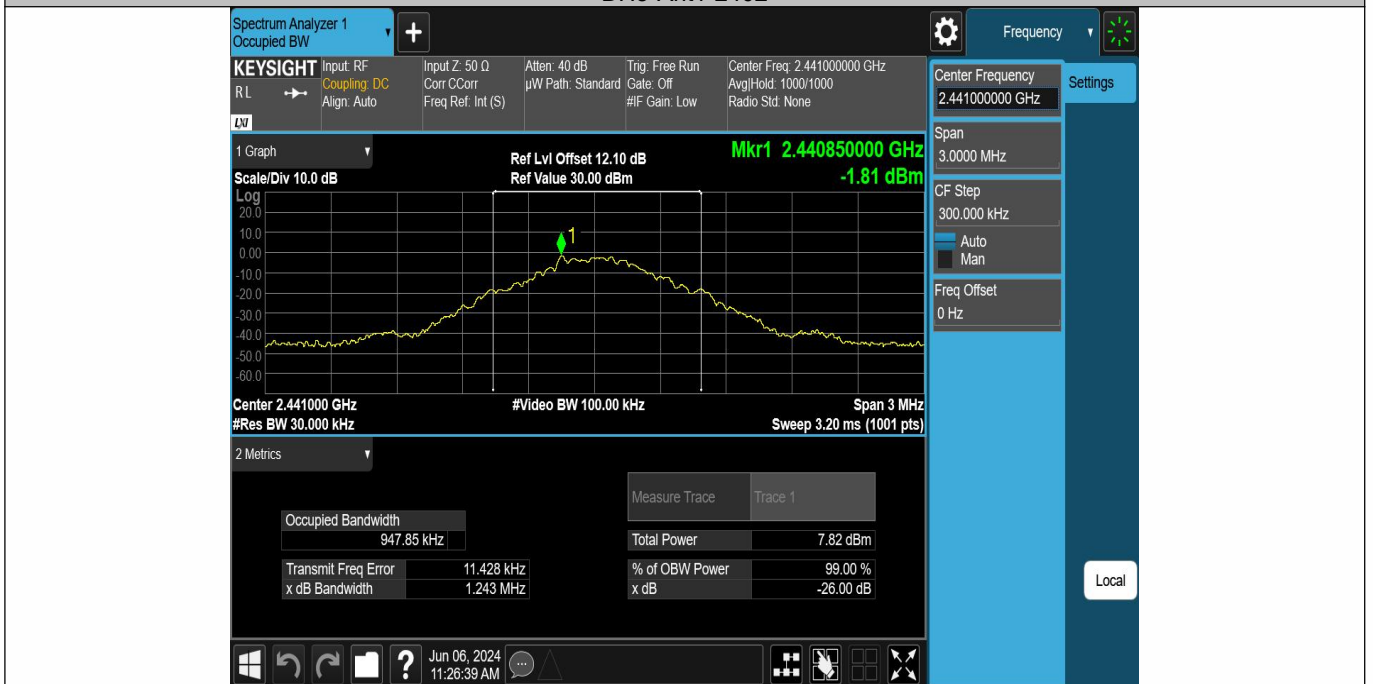 Spectrum Analyzer 1
Occupied BW
Frequency
KEYSIGHT
R L
LXI
Input: RF
Coupling: DC
Align: Auto
Input Z: 50 Ω
Corr CCorr
Freq Ref: Int (S)
Atten: 40 dB
µW Path: Standard
Trig: Free Run
Gate: Off
#IF Gain: Low
Center Freq: 2.441000000 GHz
Avg|Hold: 1000/1000
Radio Std: None
Center Frequency
2.441000000 GHz
Settings
Span
3.0000 MHz
CF Step
300.000 kHz
Auto
Man
Freq Offset
0 Hz
Local
1 Graph
Scale/Div 10.0 dB
Ref Lvl Offset 12.10 dB
Ref Value 30.00 dBm
Mkr1 2.440850000 GHz
-1.81 dBm
Log
20.0
10.0
0.00
-10.0
-20.0
-30.0
-40.0
-50.0
-60.0
1
Center 2.441000 GHz
#Video BW 100.00 kHz
Span 3 MHz
#Res BW 30.000 kHz
Sweep 3.20 ms (1001 pts)
2 Metrics
Measure Trace Trace 1
Occupied Bandwidth
947.85 kHz
Total Power 7.82 dBm
Transmit Freq Error 11.428 kHz
% of OBW Power 99.00 %
x dB Bandwidth 1.243 MHz
x dB -26.00 dB
?
Jun 06, 2024
11:26:39 AM